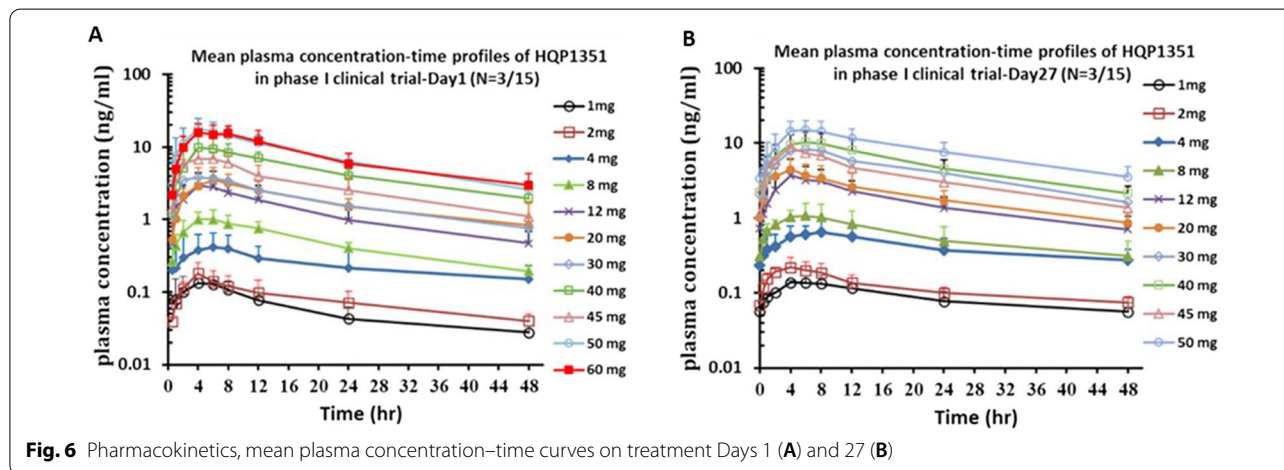 A
Mean plasma concentration-time profiles of HQP1351
in phase I clinical trial-Day1 (N=3/15)
plasma concentration (ng/ml)
100
10
1
0.1
0.01
0 4 8 12 16 20 24 28 32 36 40 44 48
Time (hr)
1mg
2mg
4 mg
8 mg
12 mg
20 mg
30 mg
40 mg
45 mg
50 mg
60 mg
B
Mean plasma concentration-time profiles of HQP1351
in phase I clinical trial-Day27 (N=3/15)
plasma concentration (ng/ml)
100
10
1
0.1
0.01
0 4 8 12 16 20 24 28 32 36 40 44 48
Time (hr)
1mg
2mg
4 mg
8 mg
12 mg
20 mg
30 mg
40 mg
45 mg
50 mg
Fig. 6 Pharmacokinetics, mean plasma concentration–time curves on treatment Days 1 (A) and 27 (B)